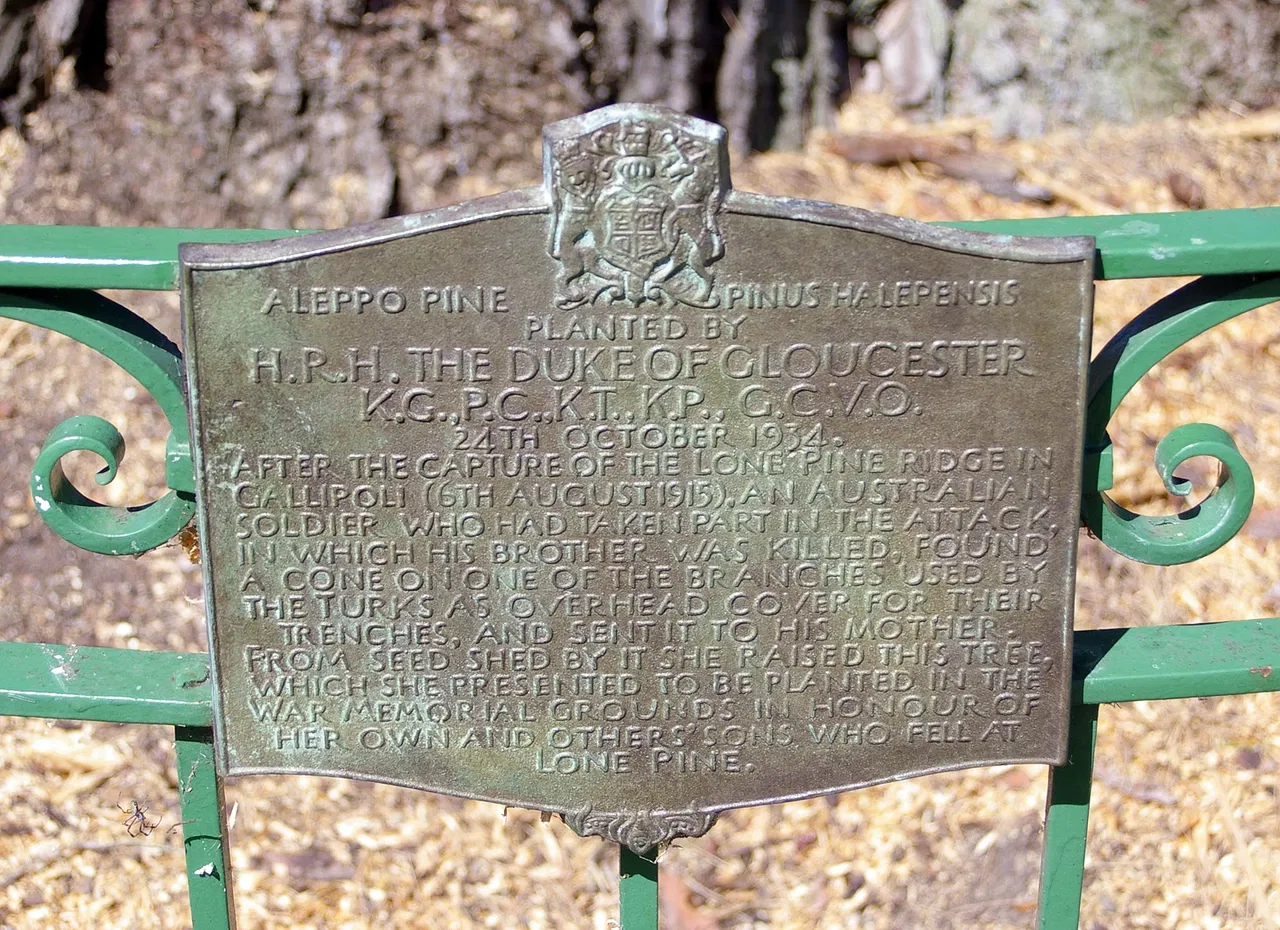 ALEPPO PINE PINUS HALEPENSIS
PLANTED BY
H.R.H. THE DUKE OF GLOUCESTER
K.G., P.C., K.T., K.P., G.C.V.O.
24TH OCTOBER 1934.
AFTER THE CAPTURE OF THE LONE PINE RIDGE IN
GALLIPOLI (6TH AUGUST 1915), AN AUSTRALIAN
SOLDIER WHO HAD TAKEN PART IN THE ATTACK,
IN WHICH HIS BROTHER WAS KILLED, FOUND
A CONE ON ONE OF THE BRANCHES USED BY
THE TURKS AS OVERHEAD COVER FOR THEIR
TRENCHES, AND SENT IT TO HIS MOTHER.
FROM SEED SHED BY IT SHE RAISED THIS TREE,
WHICH SHE PRESENTED TO BE PLANTED IN THE
WAR MEMORIAL GROUNDS IN HONOUR OF
HER OWN AND OTHERS' SONS WHO FELL AT
LONE PINE.